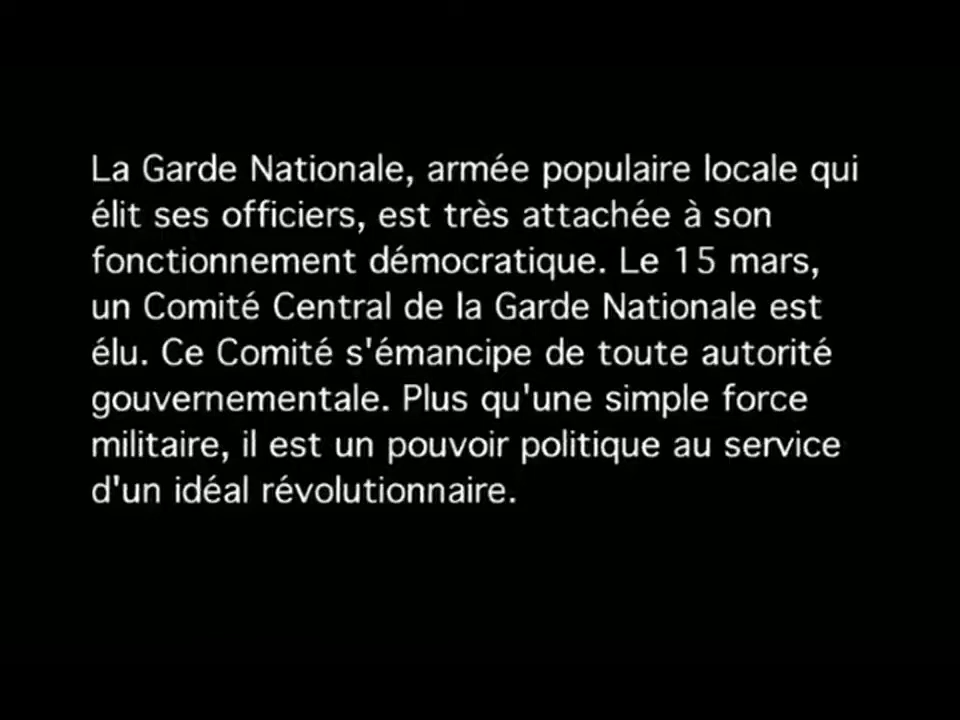 La Garde Nationale, armée populaire locale qui
élit ses officiers, est très attachée à son
fonctionnement démocratique. Le 15 mars,
un Comité Central de la Garde Nationale est
élu. Ce Comité s'émancipe de toute autorité
gouvernementale. Plus qu'une simple force
militaire, il est un pouvoir politique au service
d'un idéal révolutionnaire.